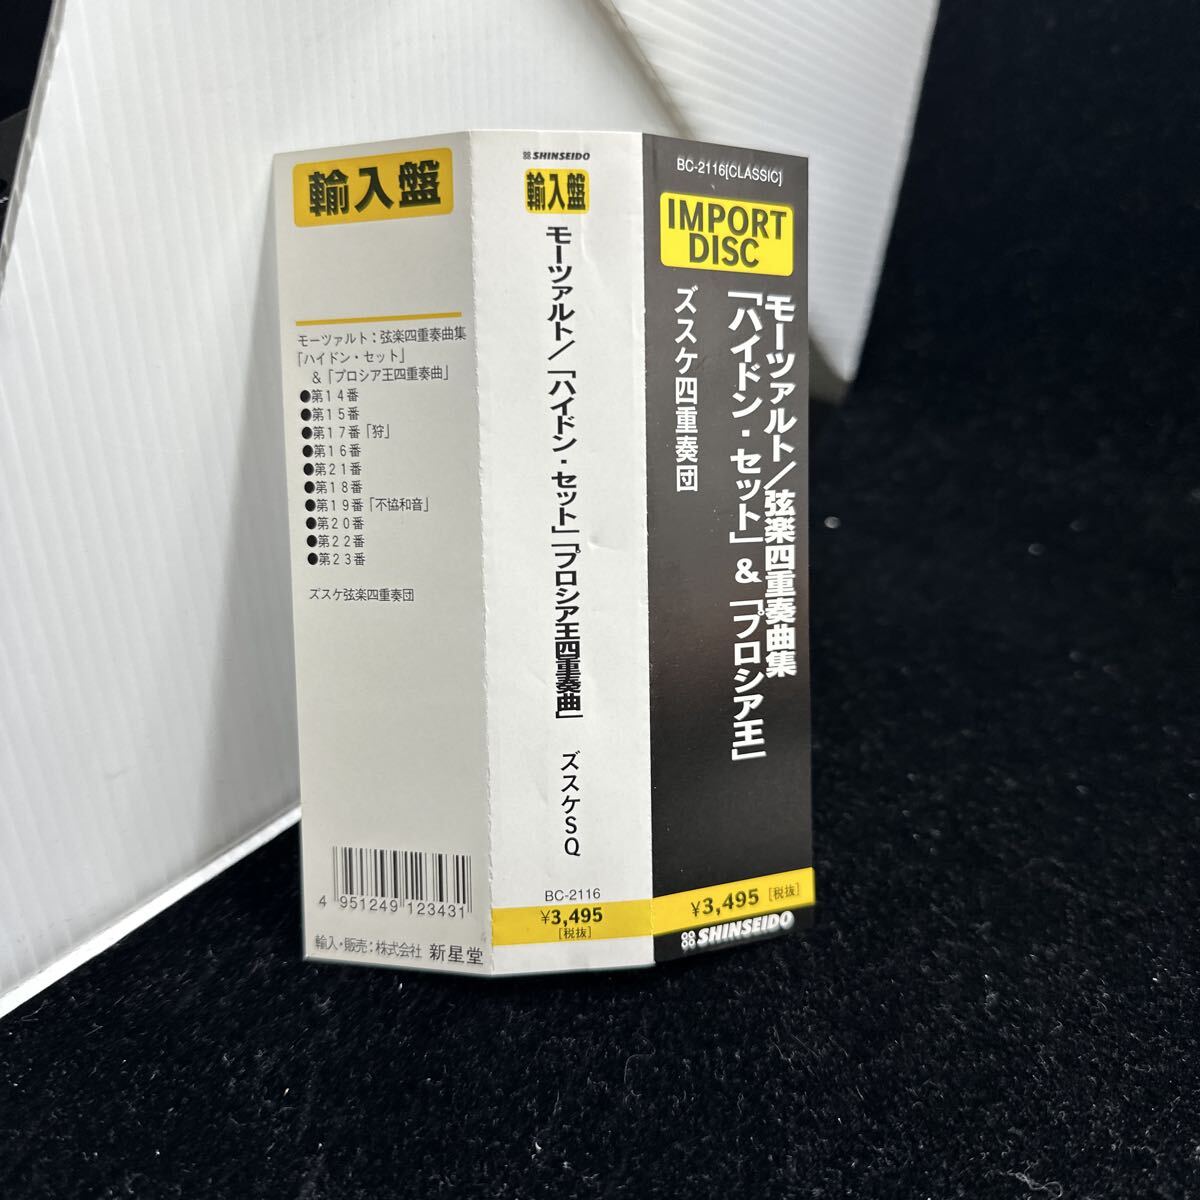 輸入盤
モーツァルト：弦楽四重奏曲集
「ハイドン・セット」
＆「プロシア王四重奏曲」
●第14番
●第15番
●第17番「狩」
●第16番
●第21番
●第18番
●第19番「不協和音」
●第20番
●第22番
●第23番
ズスケ弦楽四重奏団
4 951249 123431
輸入・販売：株式会社 新星堂
SHINSEIDO
輸入盤
モーツァルト／「ハイドン・セット」「プロシア王四重奏曲」 ズスケSQ
BC-2116
¥3,495
［税抜］
BC-2116[CLASSIC]
IMPORT
DISC
モーツァルト／弦楽四重奏曲集
「ハイドン・セット」＆「プロシア王」
ズスケ四重奏団
¥3,495［税抜］
SHINSEIDO